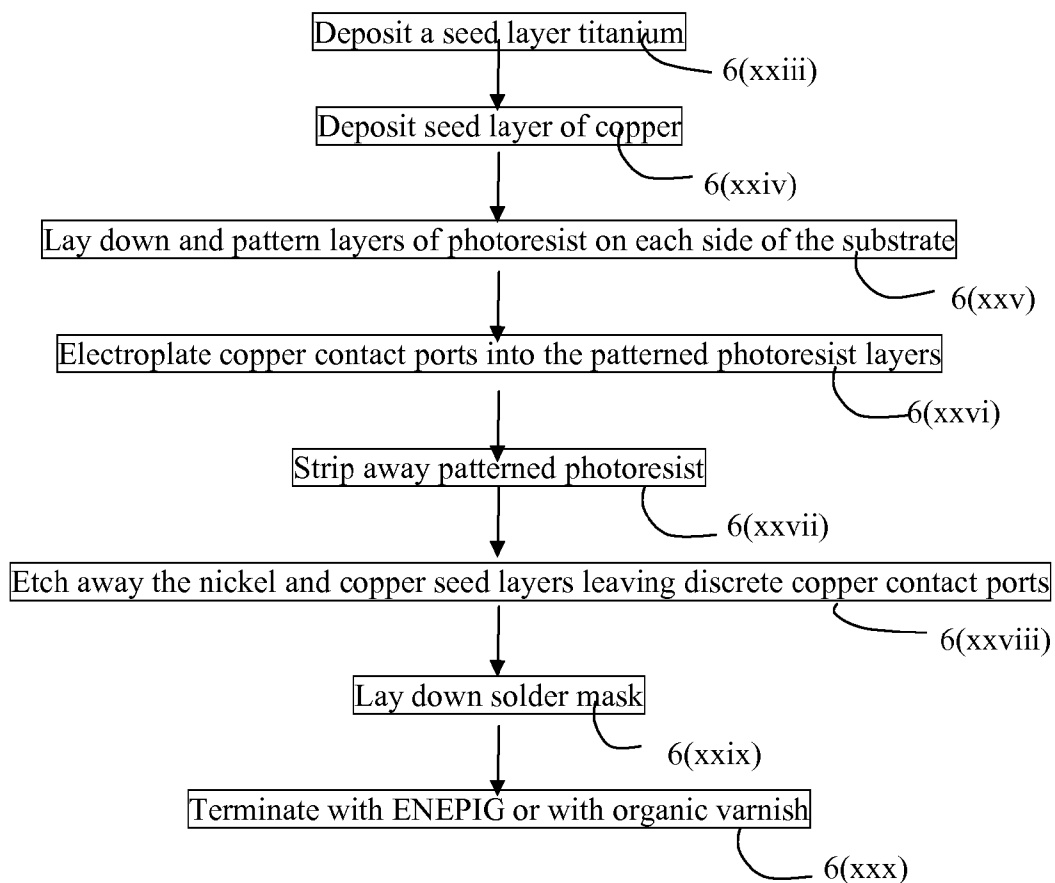 Deposit a seed layer titanium
6(xxiii)
Deposit seed layer of copper
6(xxiv)
Lay down and pattern layers of photoresist on each side of the substrate
6(xxv)
Electroplate copper contact ports into the patterned photoresist layers
6(xxvi)
Strip away patterned photoresist
6(xxvii)
Etch away the nickel and copper seed layers leaving discrete copper contact ports
6(xxviii)
Lay down solder mask
6(xxix)
Terminate with ENEPIG or with organic varnish
6(xxx)